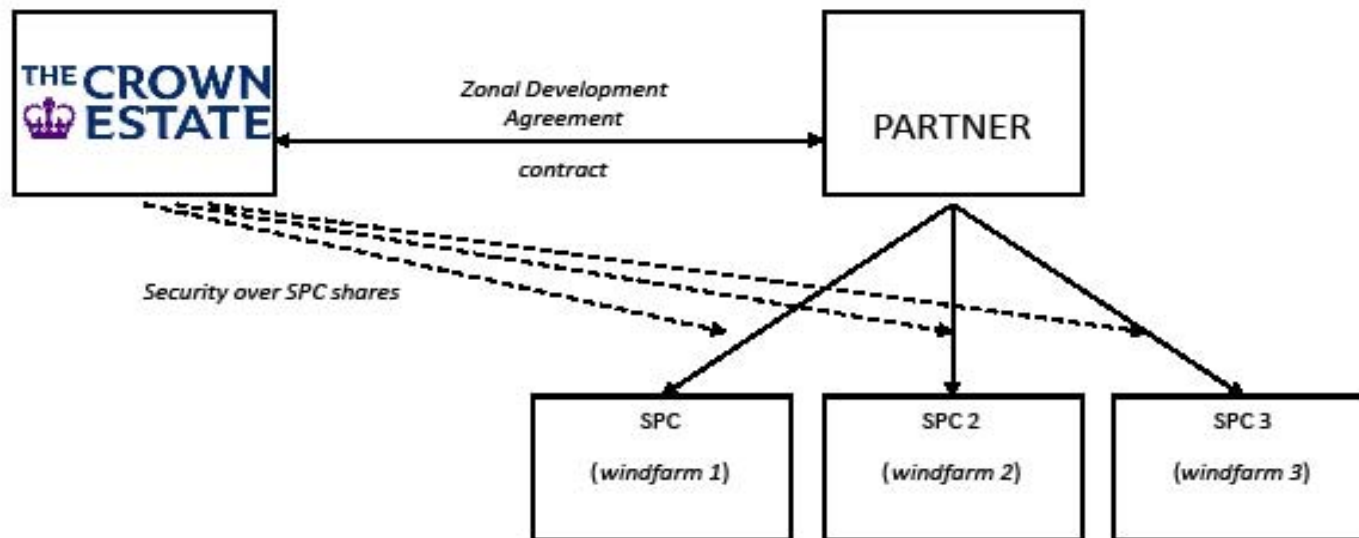 THE CROWN
ESTATE
Zonal Development
Agreement
contract
PARTNER
Security over SPC shares
SPC
(windfarm 1)
SPC 2
(windfarm 2)
SPC 3
(windfarm 3)